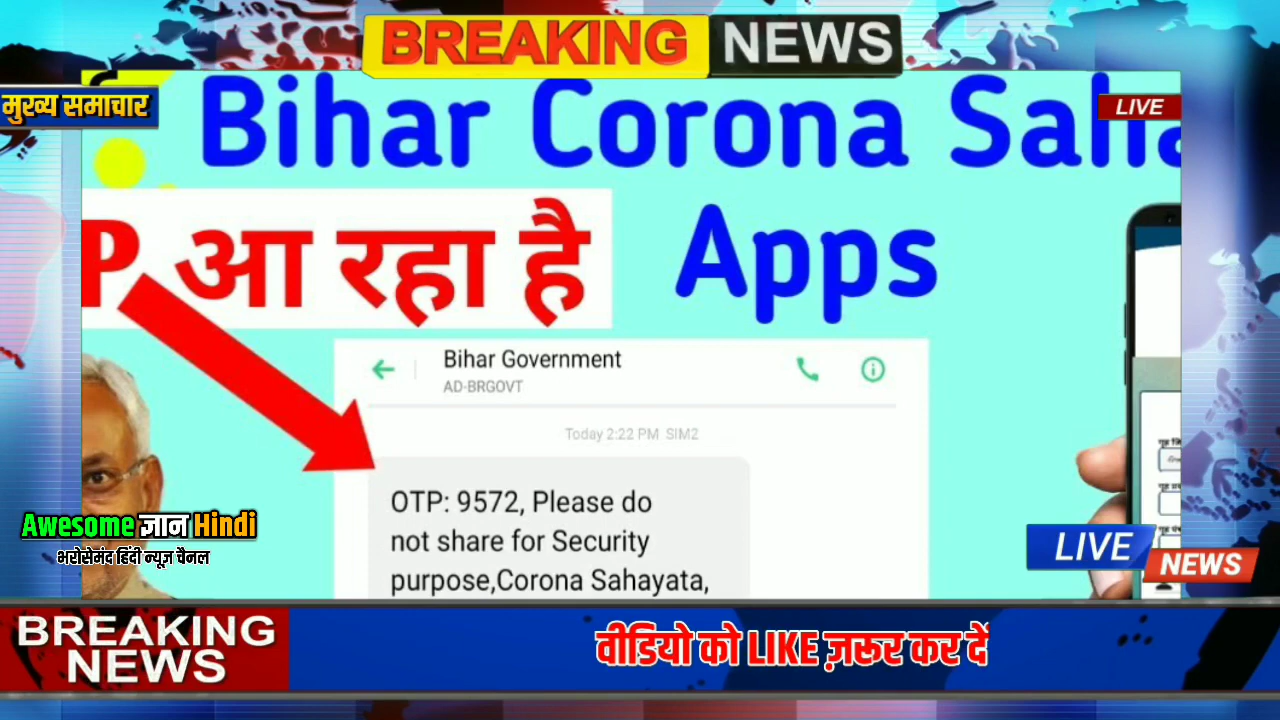 BREAKING NEWS
मुख्य समाचार
Bihar Corona Saha
LIVE
P आ रहा है
Apps
Bihar Government
AD-BRGOVT
Today 2:22 PM SIM2
OTP: 9572, Please do
not share for Security
purpose,Corona Sahayata,
Awesome ज्ञान Hindi
भरोसेमंद हिंदी न्यूज़ चैनल
LIVE
NEWS
BREAKING
NEWS
वीडियो को LIKE ज़रूर कर दें